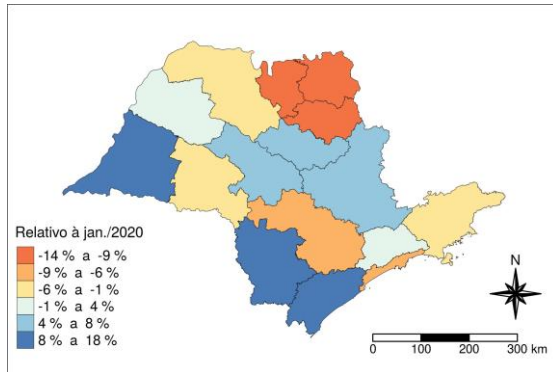 Relativo à jan./2020
-14 % a -9 %
-9 % a -6 %
-6 % a -1 %
-1 % a 4 %
4 % a 8 %
8 % a 18 %
N
0 100 200 300 km